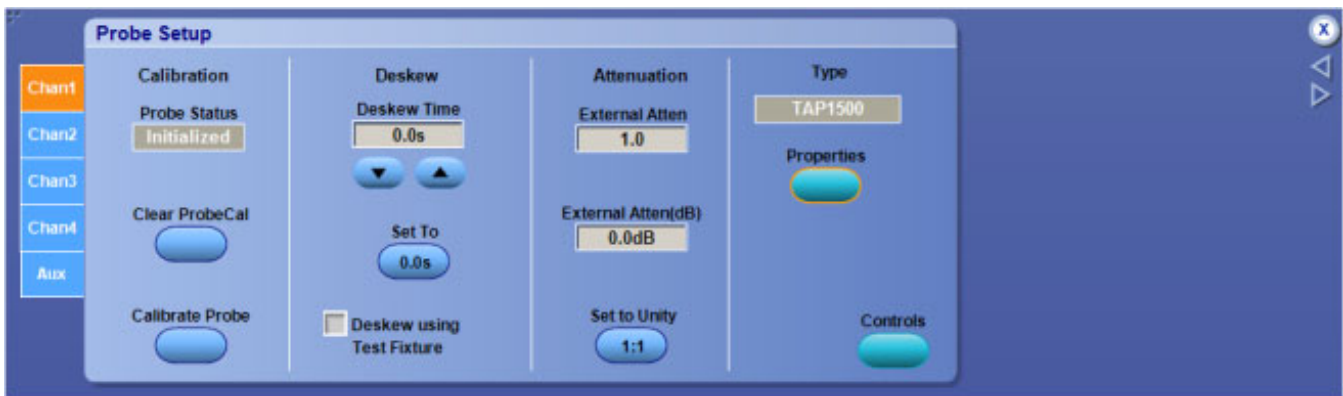 Probe Setup
X
Chan1
Chan2
Chan3
Chan4
Aux
Calibration
Probe Status
Initialized
Clear ProbeCal
Calibrate Probe
Deskew
Deskew Time
0.0s
Set To
0.0s
Deskew using
Test Fixture
Attenuation
External Atten
1.0
External Atten(dB)
0.0dB
Set to Unity
1:1
Type
TAP1500
Properties
Controls